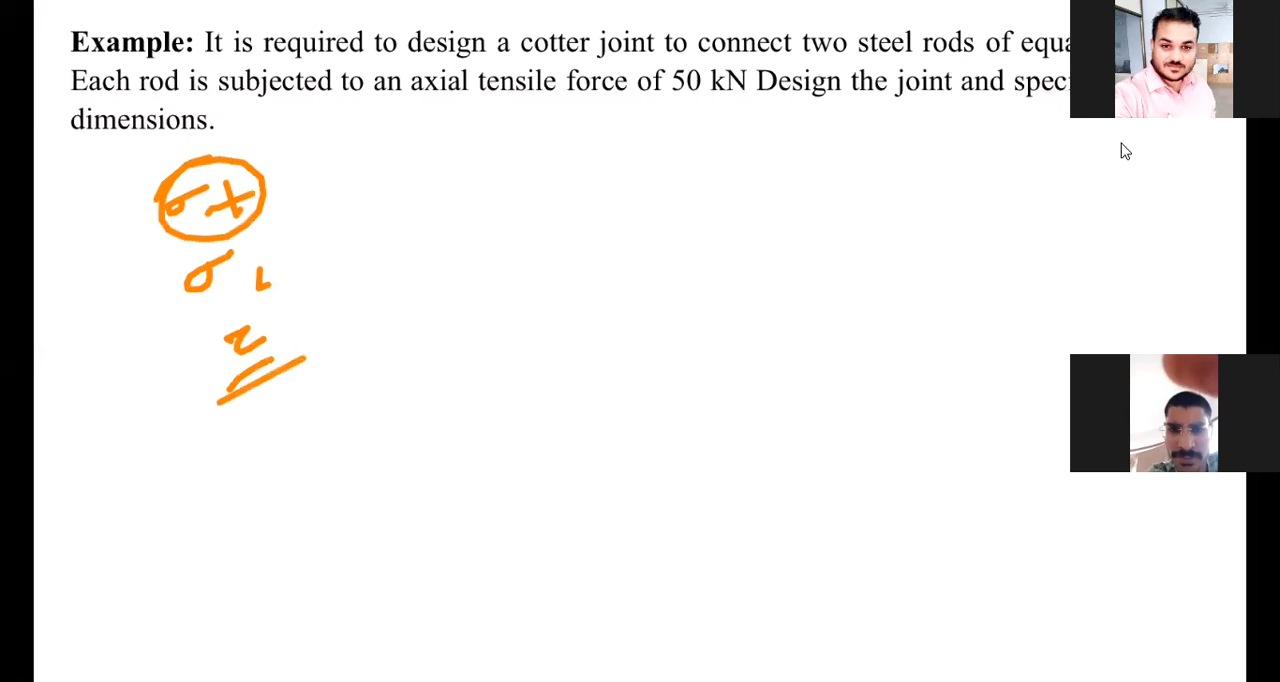 Example: It is required to design a cotter joint to connect two steel rods of equa
Each rod is subjected to an axial tensile force of 50 kN Design the joint and spec
dimensions.
σt
σ
τ